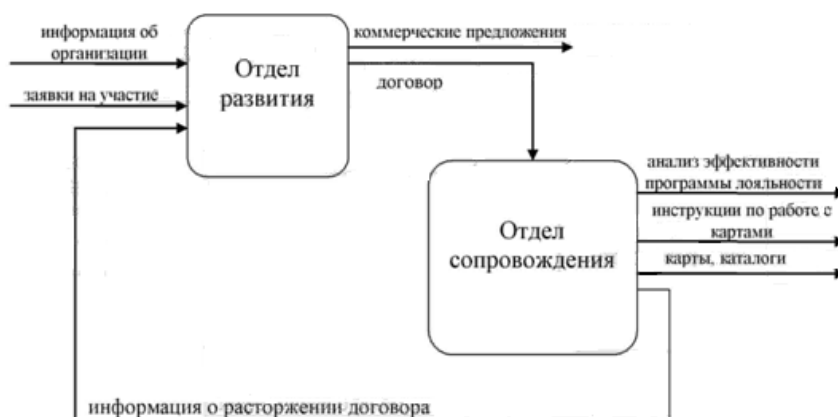 информация об
организации
заявки на участие
Отдел
развития
коммерческие предложения
договор
Отдел
сопровождения
анализ эффективности
программы лояльности
инструкции по работе с
картами
карты, каталоги
информация о расторжении договора